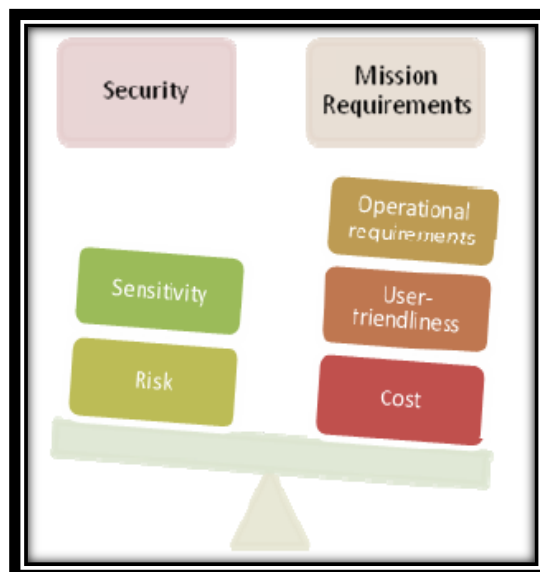 Security
Mission
Requirements
Operational
requirements
Sensitivity
User-
friendliness
Risk
Cost